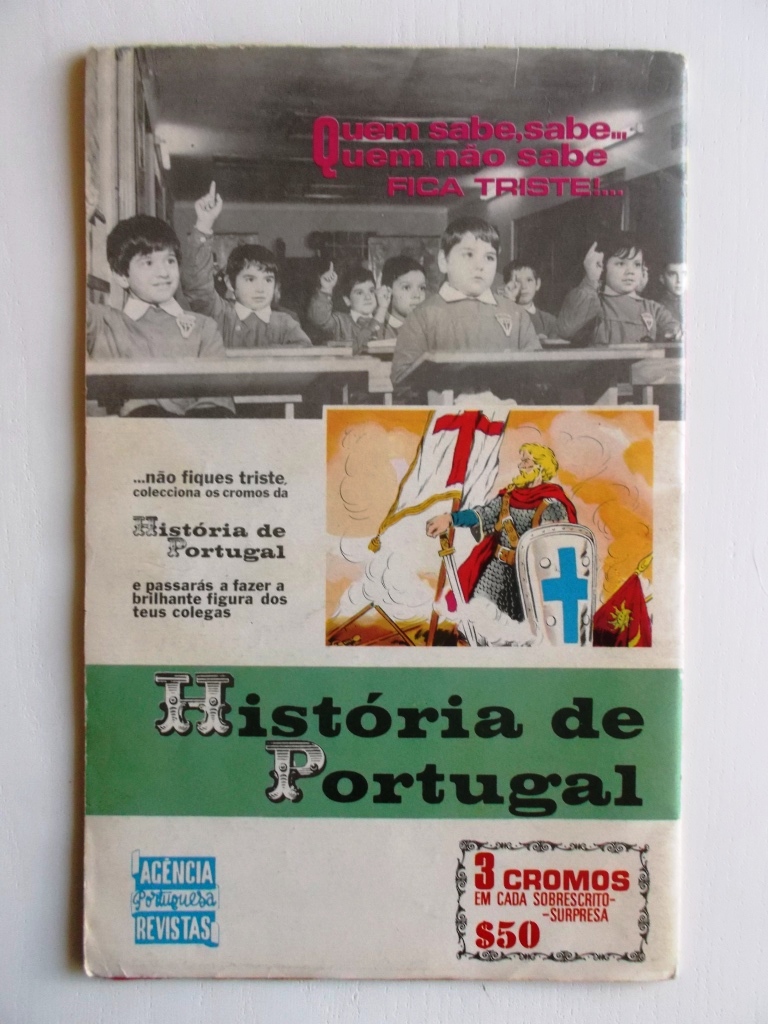 Quem sabe, sabe...
Quem não sabe
FICA TRISTE!...
...não fiques triste,
colecciona os cromos da
História de
Portugal
e passarás a fazer a
brilhante figura dos
teus colegas
História de
Portugal
AGÊNCIA
Portuguesa
REVISTAS
3 CROMOS
EM CADA SOBRESCRITO-
-SURPRESA
$50